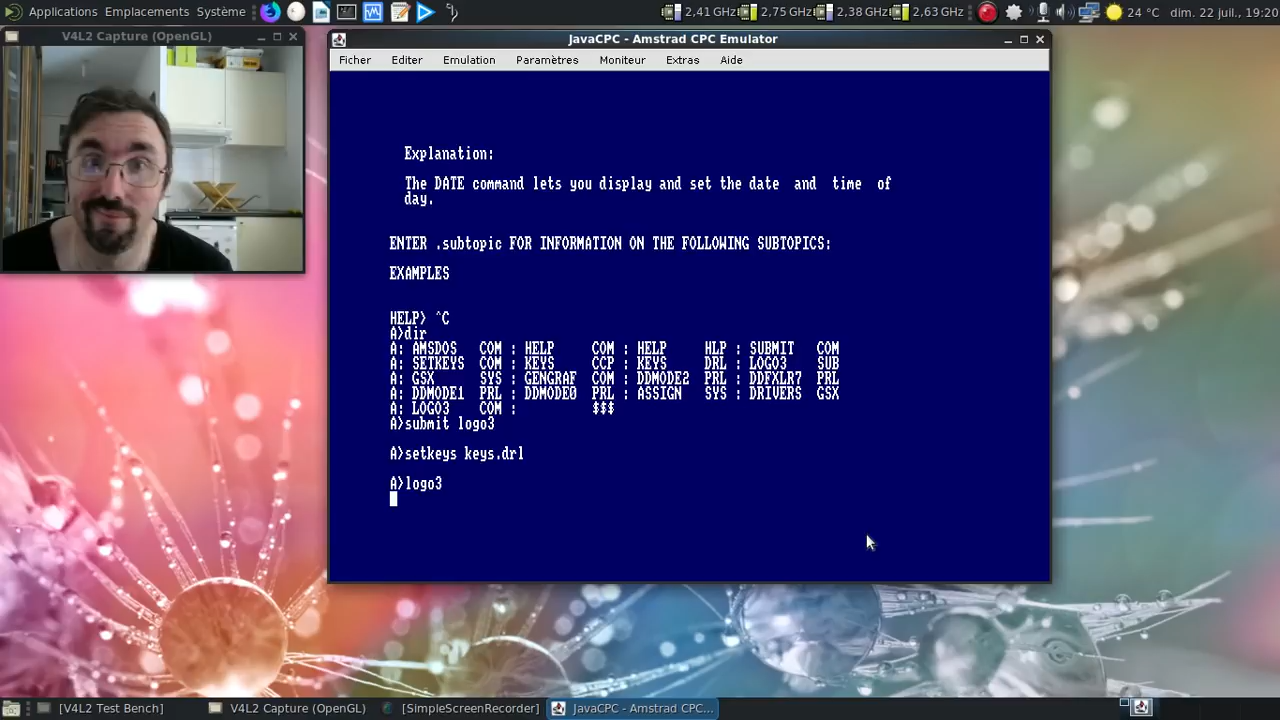 Applications Emplacements Système 2,41 GHz 2,75 GHz 2,38 GHz 2,63 GHz 24 °C dim. 22 juil., 19:20
V4L2 Capture (OpenGL)
JavaCPC - Amstrad CPC Emulator
Ficher Editer Emulation Paramètres Moniteur Extras Aide
Explanation:
The DATE command lets you display and set the date and time of
day.
ENTER .subtopic FOR INFORMATION ON THE FOLLOWING SUBTOPICS:
EXAMPLES
HELP> ^C
A>dir
A: AMSDOS COM : HELP COM : HELP HLP : SUBMIT COM
A: SETKEYS COM : KEYS CCP : KEYS DRL : LOGO3 SUB
A: GSX SYS : GENGRAF COM : DDMODE2 PRL : DDFXLR7 PRL
A: DDMODE1 PRL : DDMODE0 PRL : ASSIGN SYS : DRIVERS GSX
A: LOGO3 COM : $$$
A>submit logo3
A>setkeys keys.drl
A>logo3
[V4L2 Test Bench] V4L2 Capture (OpenGL) [SimpleScreenRecorder] JavaCPC - Amstrad CPC...